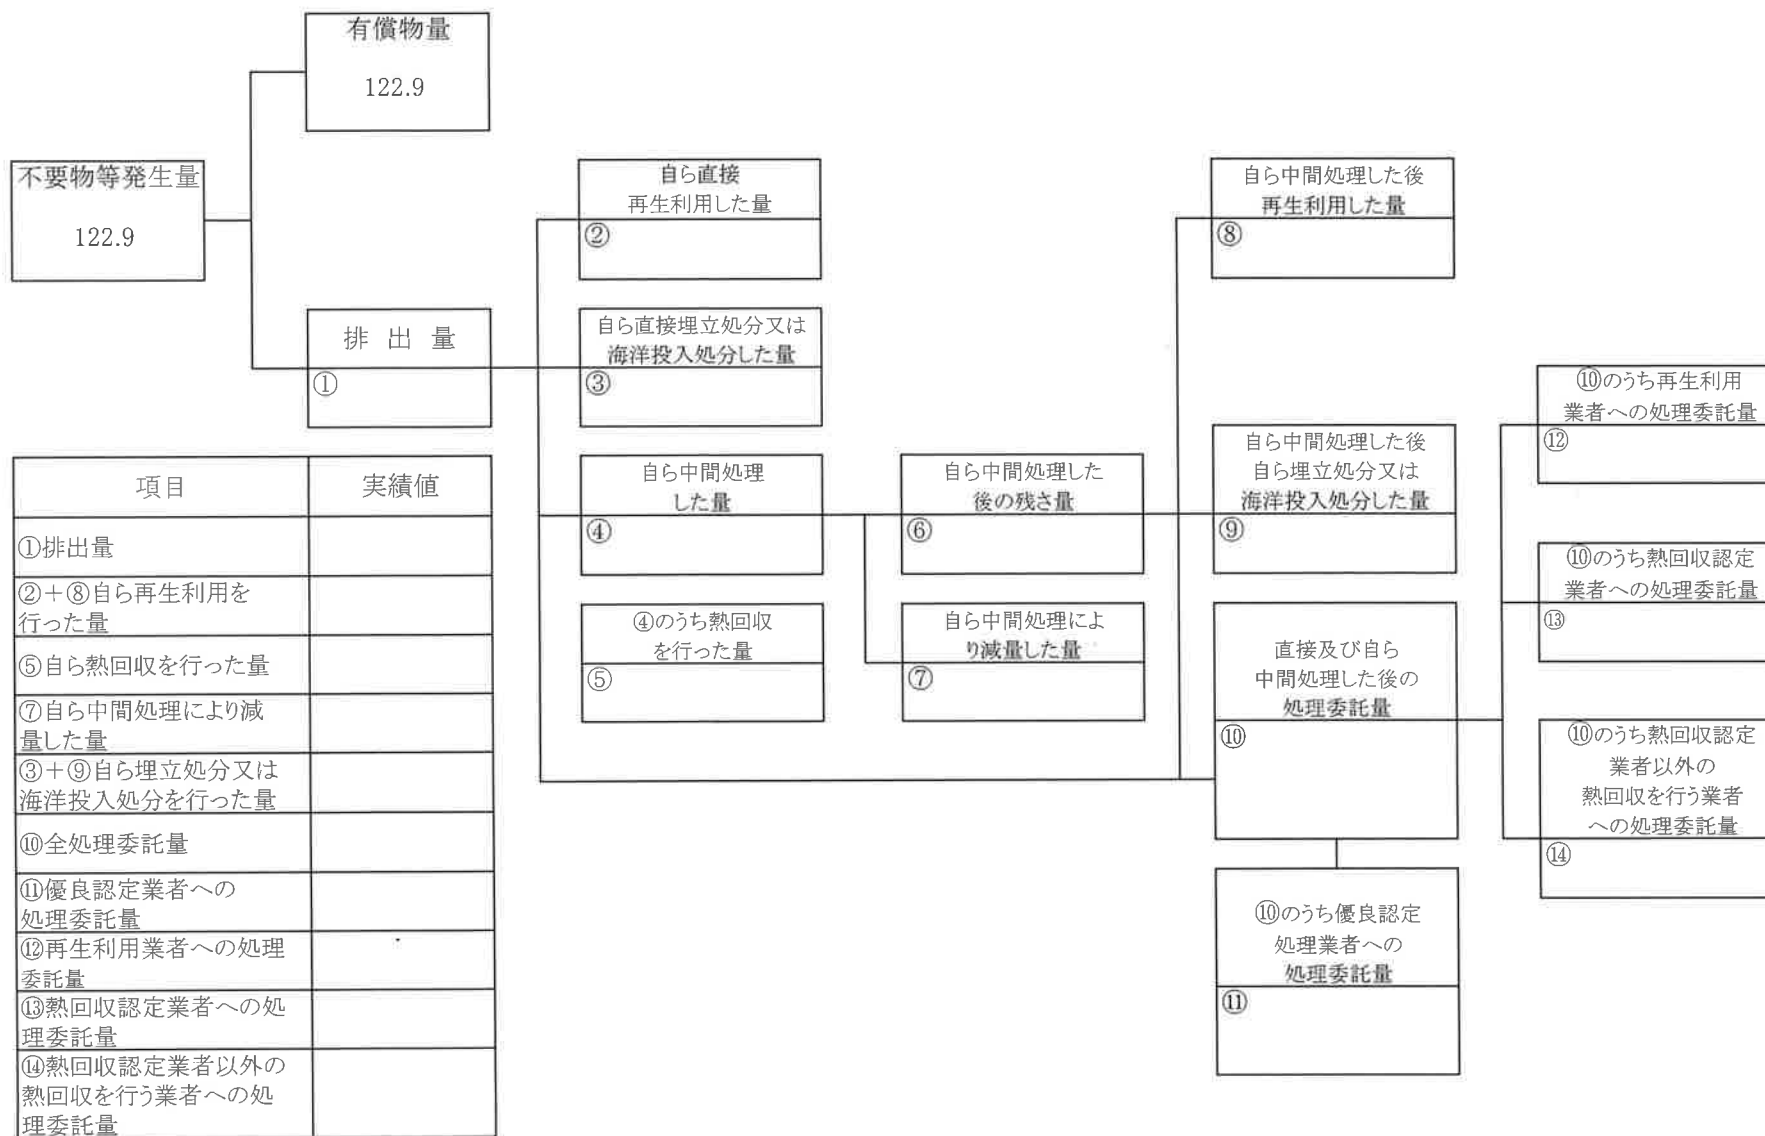 有償物量
122.9
不要物等発生量
122.9
排 出 量
①
自ら直接
再生利用した量
②
自ら直接埋立処分又は
海洋投入処分した量
③
自ら中間処理
した量
④
④のうち熱回収
を行った量
⑤
自ら中間処理した
後の残さ量
⑥
自ら中間処理によ
り減量した量
⑦
自ら中間処理した後
再生利用した量
⑧
自ら中間処理した後
自ら埋立処分又は
海洋投入処分した量
⑨
直接及び自ら
中間処理した後の
処理委託量
⑩
⑩のうち優良認定
処理業者への
処理委託量
⑪
⑩のうち再生利用
業者への処理委託量
⑫
⑩のうち熱回収認定
業者への処理委託量
⑬
⑩のうち熱回収認定
業者以外の
熱回収を行う業者
への処理委託量
⑭
項目 実績値
①排出量
②+⑧自ら再生利用を
行った量
⑤自ら熱回収を行った量
⑦自ら中間処理により減
量した量
③+⑨自ら埋立処分又は
海洋投入処分を行った量
⑩全処理委託量
⑪優良認定業者への
処理委託量
⑫再生利用業者への処理
委託量
⑬熱回収認定業者への処
理委託量
⑭熱回収認定業者以外の
熱回収を行う業者への処
理委託量